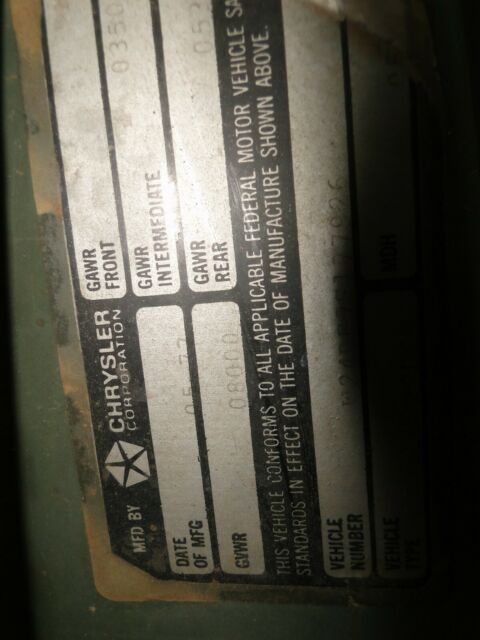 MFD BY CHRYSLER
CORPORATION
GAWR
FRONT
0350
DATE
OF MFG
05-77
GAWR
INTERMEDIATE
GVWR
08000
GAWR
REAR
THIS VEHICLE CONFORMS TO ALL APPLICABLE FEDERAL MOTOR VEHICLE SA
STANDARDS IN EFFECT ON THE DATE OF MANUFACTURE SHOWN ABOVE.
VEHICLE
NUMBER
VEHICLE
TYPE
MDH